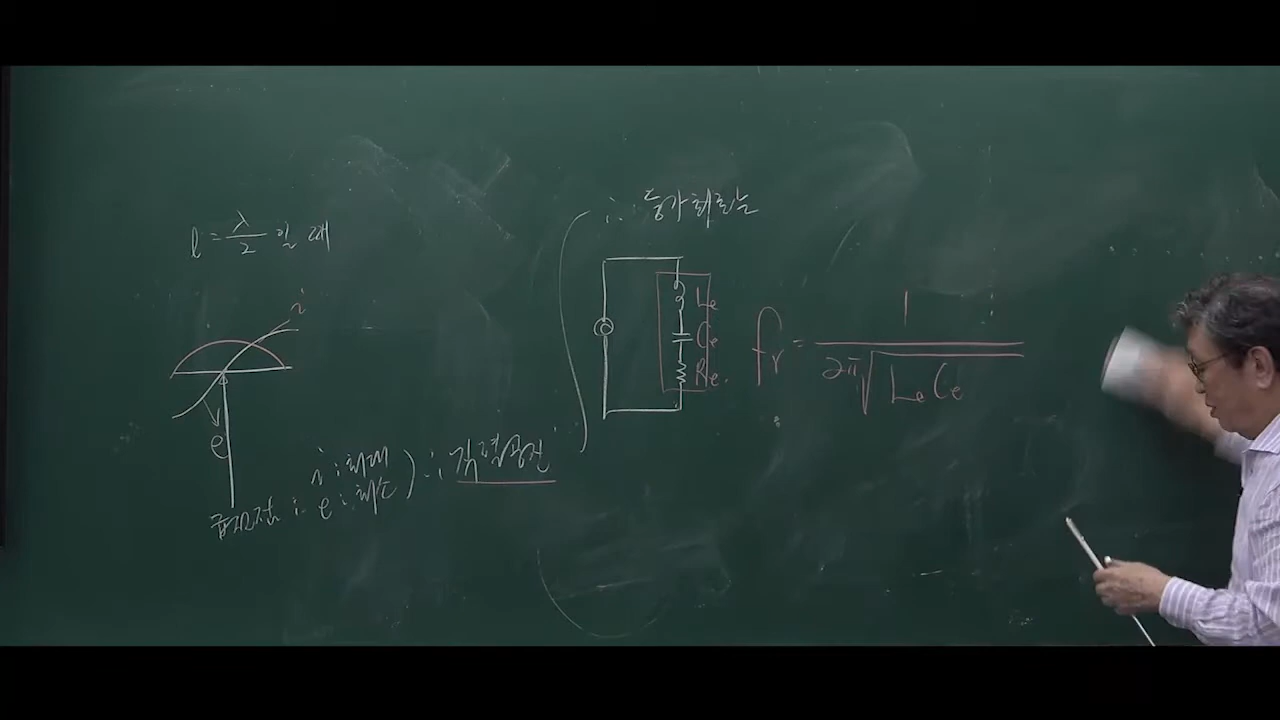 l = λ/2 일 때
i
e
급전점 : i : 최대
e : 최소 ) ∴ 직렬공진
∴ 등가회로는
Le
Ce
Re.
fr = 1 / 2π√LeCe